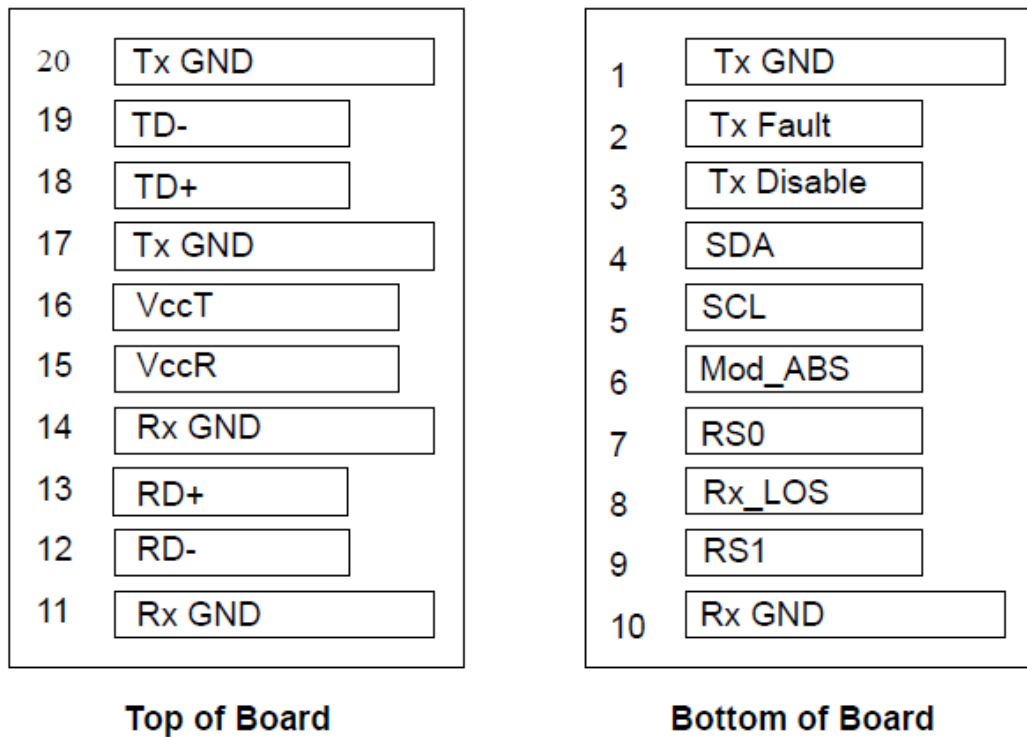 20 Tx GND
19 TD-
18 TD+
17 Tx GND
16 VccT
15 VccR
14 Rx GND
13 RD+
12 RD-
11 Rx GND
Top of Board
1 Tx GND
2 Tx Fault
3 Tx Disable
4 SDA
5 SCL
6 Mod_ABS
7 RS0
8 Rx_LOS
9 RS1
10 Rx GND
Bottom of Board